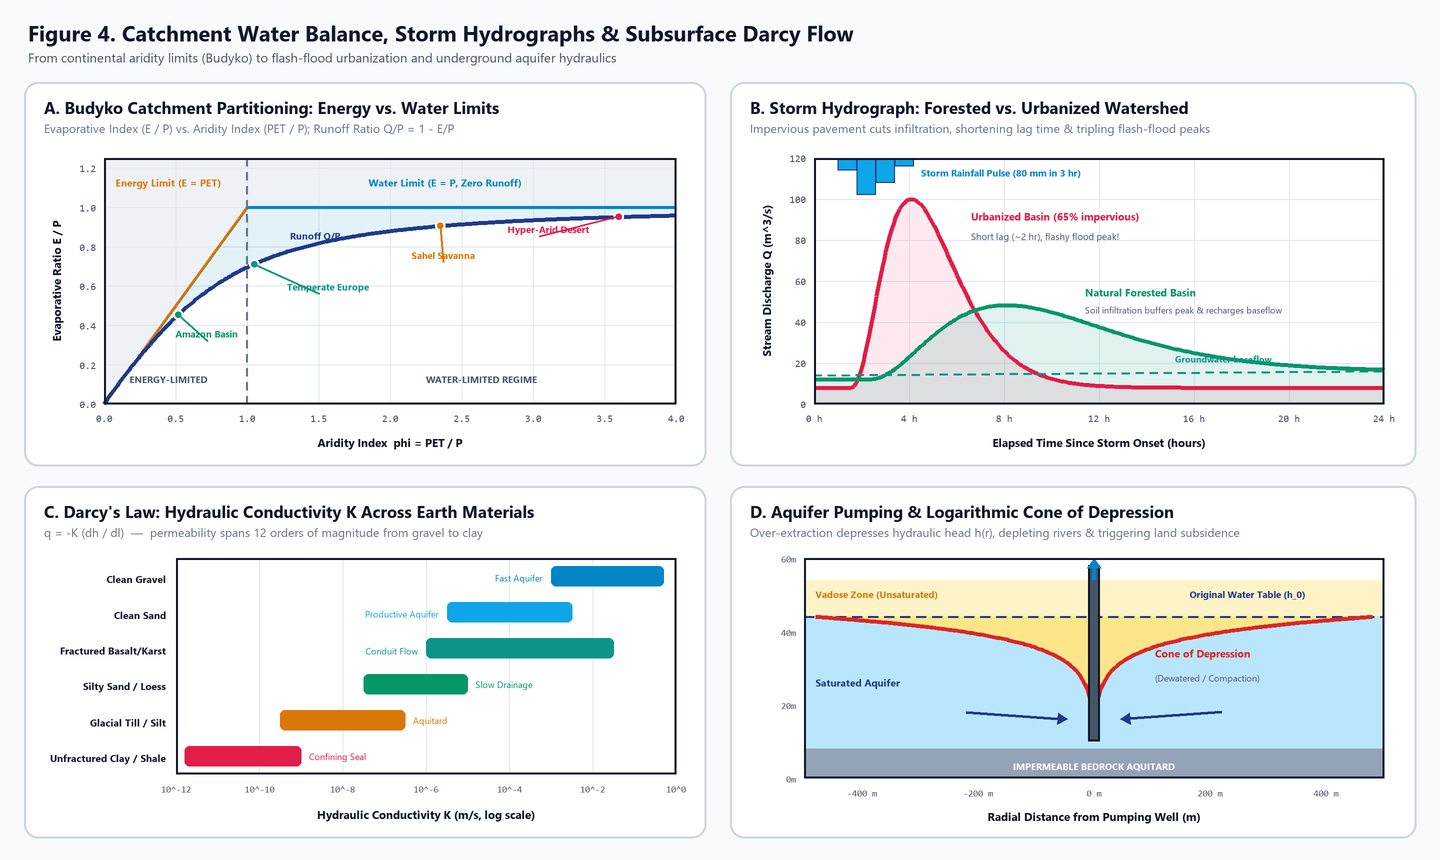 Figure 4. Catchment Water Balance, Storm Hydrographs & Subsurface Darcy Flow
From continental aridity limits (Budyko) to flash-flood urbanization and underground aquifer hydraulics
A. Budyko Catchment Partitioning: Energy vs. Water Limits
Evaporative Index (E / P) vs. Aridity Index (PET / P); Runoff Ratio Q/P = 1 - E/P
1.2
1.0
0.8
0.6
0.4
0.2
0.0
Evaporative Ratio E / P
Energy Limit (E = PET)
Water Limit (E = P, Zero Runoff)
Runoff Q/P
Hyper-Arid Desert
Sahel Savanna
Temperate Europe
Amazon Basin
ENERGY-LIMITED
WATER-LIMITED REGIME
0.0 0.5 1.0 1.5 2.0 2.5 3.0 3.5 4.0
Aridity Index phi = PET / P
B. Storm Hydrograph: Forested vs. Urbanized Watershed
Impervious pavement cuts infiltration, shortening lag time & tripling flash-flood peaks
120
100
80
60
40
20
0
Stream Discharge Q (m^3/s)
Storm Rainfall Pulse (80 mm in 3 hr)
Urbanized Basin (65% impervious)
Short lag (~2 hr), flashy flood peak!
Natural Forested Basin
Soil infiltration buffers peak & recharges baseflow
Groundwater baseflow
0 h 4 h 8 h 12 h 16 h 20 h 24 h
Elapsed Time Since Storm Onset (hours)
C. Darcy's Law: Hydraulic Conductivity K Across Earth Materials
q = -K (dh / dl) — permeability spans 12 orders of magnitude from gravel to clay
Clean Gravel
Fast Aquifer
Clean Sand
Productive Aquifer
Fractured Basalt/Karst
Conduit Flow
Silty Sand / Loess
Slow Drainage
Glacial Till / Silt
Aquitard
Unfractured Clay / Shale
Confining Seal
10^-12 10^-10 10^-8 10^-6 10^-4 10^-2 10^0
Hydraulic Conductivity K (m/s, log scale)
D. Aquifer Pumping & Logarithmic Cone of Depression
Over-extraction depresses hydraulic head h(r), depleting rivers & triggering land subsidence
60m
40m
20m
0m
Vadose Zone (Unsaturated)
Original Water Table (h_0)
Cone of Depression
(Dewatered / Compaction)
Saturated Aquifer
IMPERMEABLE BEDROCK AQUITARD
-400 m -200 m 0 m 200 m 400 m
Radial Distance from Pumping Well (m)